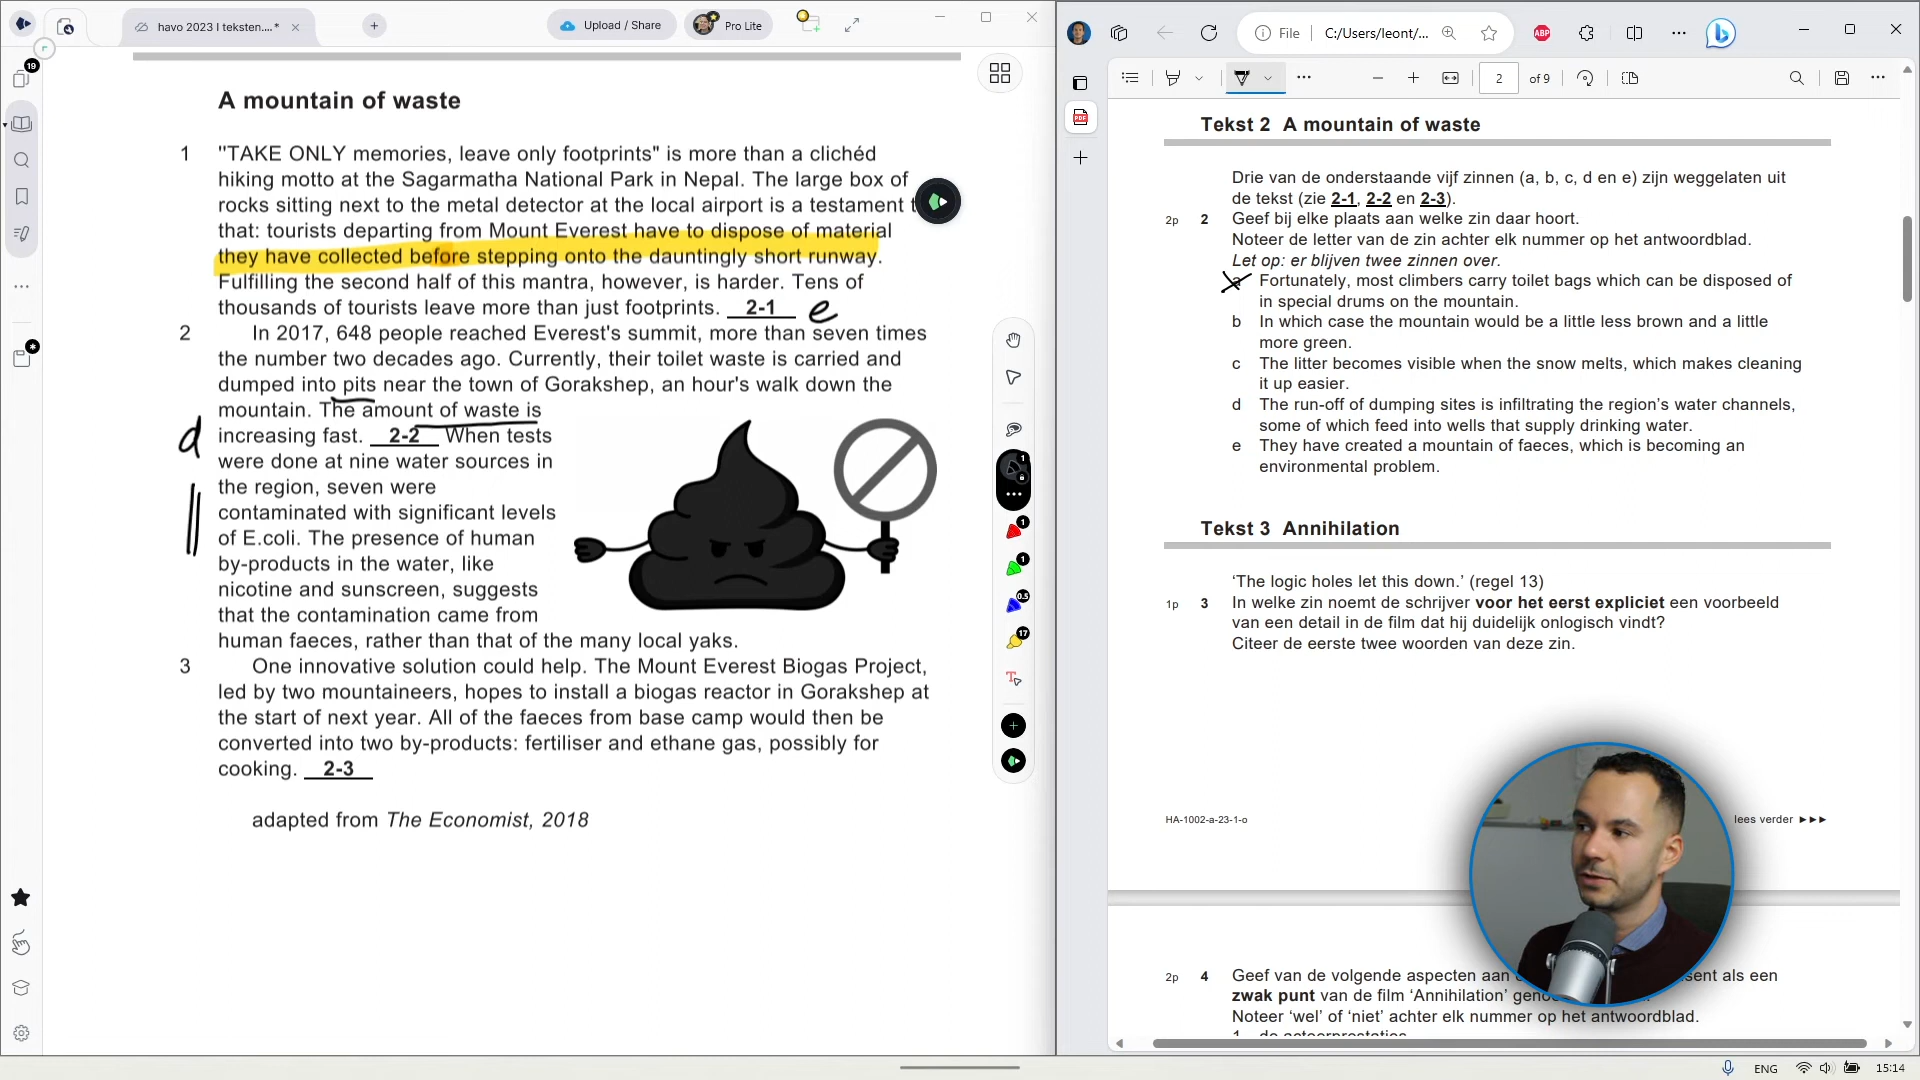 havo 2023 I teksten....*
Upload / Share
Pro Lite
File
C:/Users/leont/...
ABP
19
2 of 9
A mountain of waste
1 "TAKE ONLY memories, leave only footprints" is more than a clichéd
hiking motto at the Sagarmatha National Park in Nepal. The large box of
rocks sitting next to the metal detector at the local airport is a testament
that: tourists departing from Mount Everest have to dispose of material
they have collected before stepping onto the dauntingly short runway.
Fulfilling the second half of this mantra, however, is harder. Tens of
thousands of tourists leave more than just footprints. 2-1 e
2 In 2017, 648 people reached Everest's summit, more than seven times
the number two decades ago. Currently, their toilet waste is carried and
dumped into pits near the town of Gorakshep, an hour's walk down the
mountain. The amount of waste is
d increasing fast. 2-2 When tests
were done at nine water sources in
the region, seven were
contaminated with significant levels
of E.coli. The presence of human
by-products in the water, like
nicotine and sunscreen, suggests
that the contamination came from
human faeces, rather than that of the many local yaks.
3 One innovative solution could help. The Mount Everest Biogas Project,
led by two mountaineers, hopes to install a biogas reactor in Gorakshep at
the start of next year. All of the faeces from base camp would then be
converted into two by-products: fertiliser and ethane gas, possibly for
cooking. 2-3
adapted from The Economist, 2018
1
1
1
0.5
17
Tekst 2 A mountain of waste
Drie van de onderstaande vijf zinnen (a, b, c, d en e) zijn weggelaten uit
de tekst (zie 2-1, 2-2 en 2-3).
2p 2 Geef bij elke plaats aan welke zin daar hoort.
Noteer de letter van de zin achter elk nummer op het antwoordblad.
Let op: er blijven twee zinnen over.
a Fortunately, most climbers carry toilet bags which can be disposed of
in special drums on the mountain.
b In which case the mountain would be a little less brown and a little
more green.
c The litter becomes visible when the snow melts, which makes cleaning
it up easier.
d The run-off of dumping sites is infiltrating the region's water channels,
some of which feed into wells that supply drinking water.
e They have created a mountain of faeces, which is becoming an
environmental problem.
Tekst 3 Annihilation
'The logic holes let this down.' (regel 13)
1p 3 In welke zin noemt de schrijver voor het eerst expliciet een voorbeeld
van een detail in de film dat hij duidelijk onlogisch vindt?
Citeer de eerste twee woorden van deze zin.
HA-1002-a-23-1-o
lees verder ►►►
2p 4 Geef van de volgende aspecten aan als een
zwak punt van de film 'Annihilation'
Noteer 'wel' of 'niet' achter elk nummer op het antwoordblad.
1 de acteerprestaties
ENG
15:14